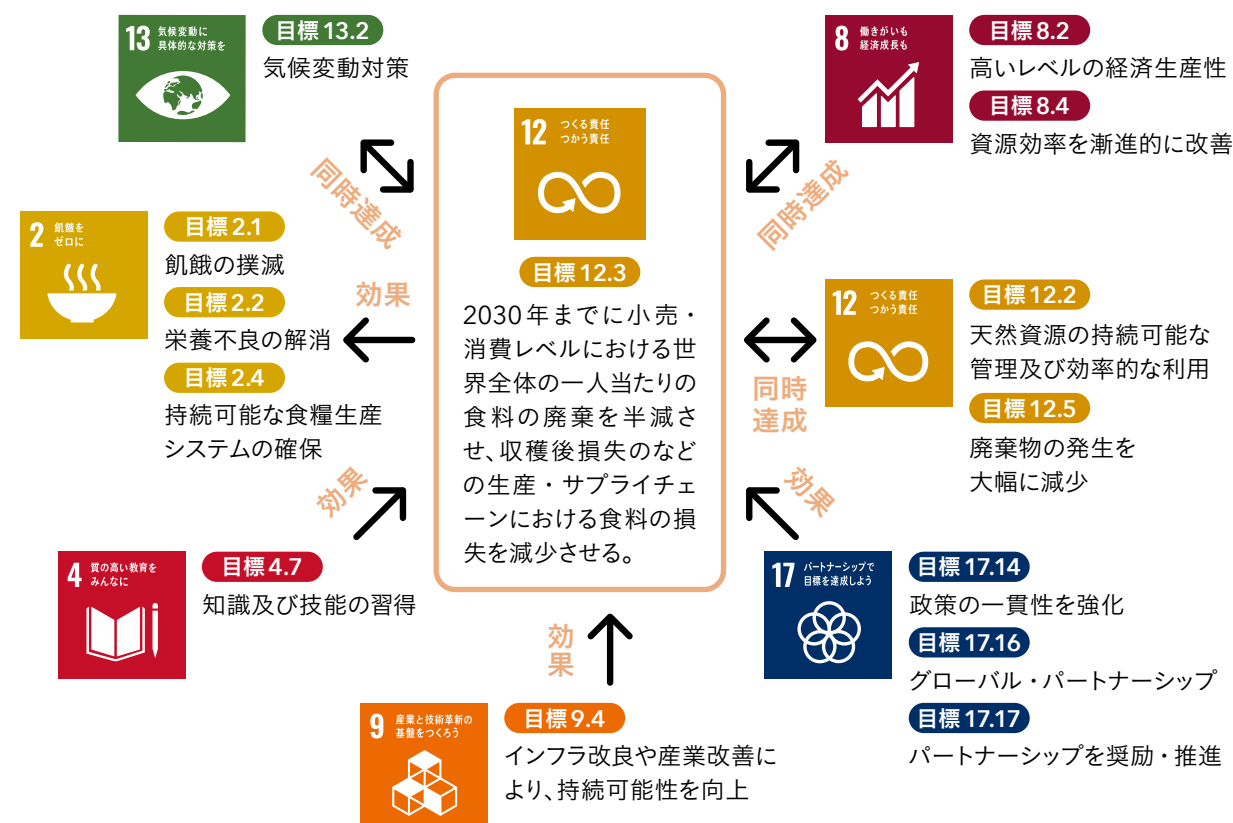 13 気候変動に
具体的な対策を
目標13.2
気候変動対策
同時達成
8 働きがいも
経済成長も
目標8.2
高いレベルの経済生産性
目標8.4
資源効率を漸進的に改善
同時達成
12 つくる責任
つかう責任
目標12.3
2030年までに小売・
消費レベルにおける世
界全体の一人当たりの
食料の廃棄を半減さ
せ、収穫後損失のなど
の生産・サプライチェ
ーンにおける食料の損
失を減少させる。
2 飢餓を
ゼロに
目標2.1
飢餓の撲滅
目標2.2
栄養不良の解消
目標2.4
持続可能な食糧生産
システムの確保
効果
12 つくる責任
つかう責任
目標12.2
天然資源の持続可能な
管理及び効率的な利用
目標12.5
廃棄物の発生を
大幅に減少
同時
達成
4 質の高い教育を
みんなに
目標4.7
知識及び技能の習得
効果
17 パートナーシップで
目標を達成しよう
目標17.14
政策の一貫性を強化
目標17.16
グローバル・パートナーシップ
目標17.17
パートナーシップを奨励・推進
効果
9 産業と技術革新の
基盤をつくろう
目標9.4
インフラ改良や産業改善に
より、持続可能性を向上
効
果